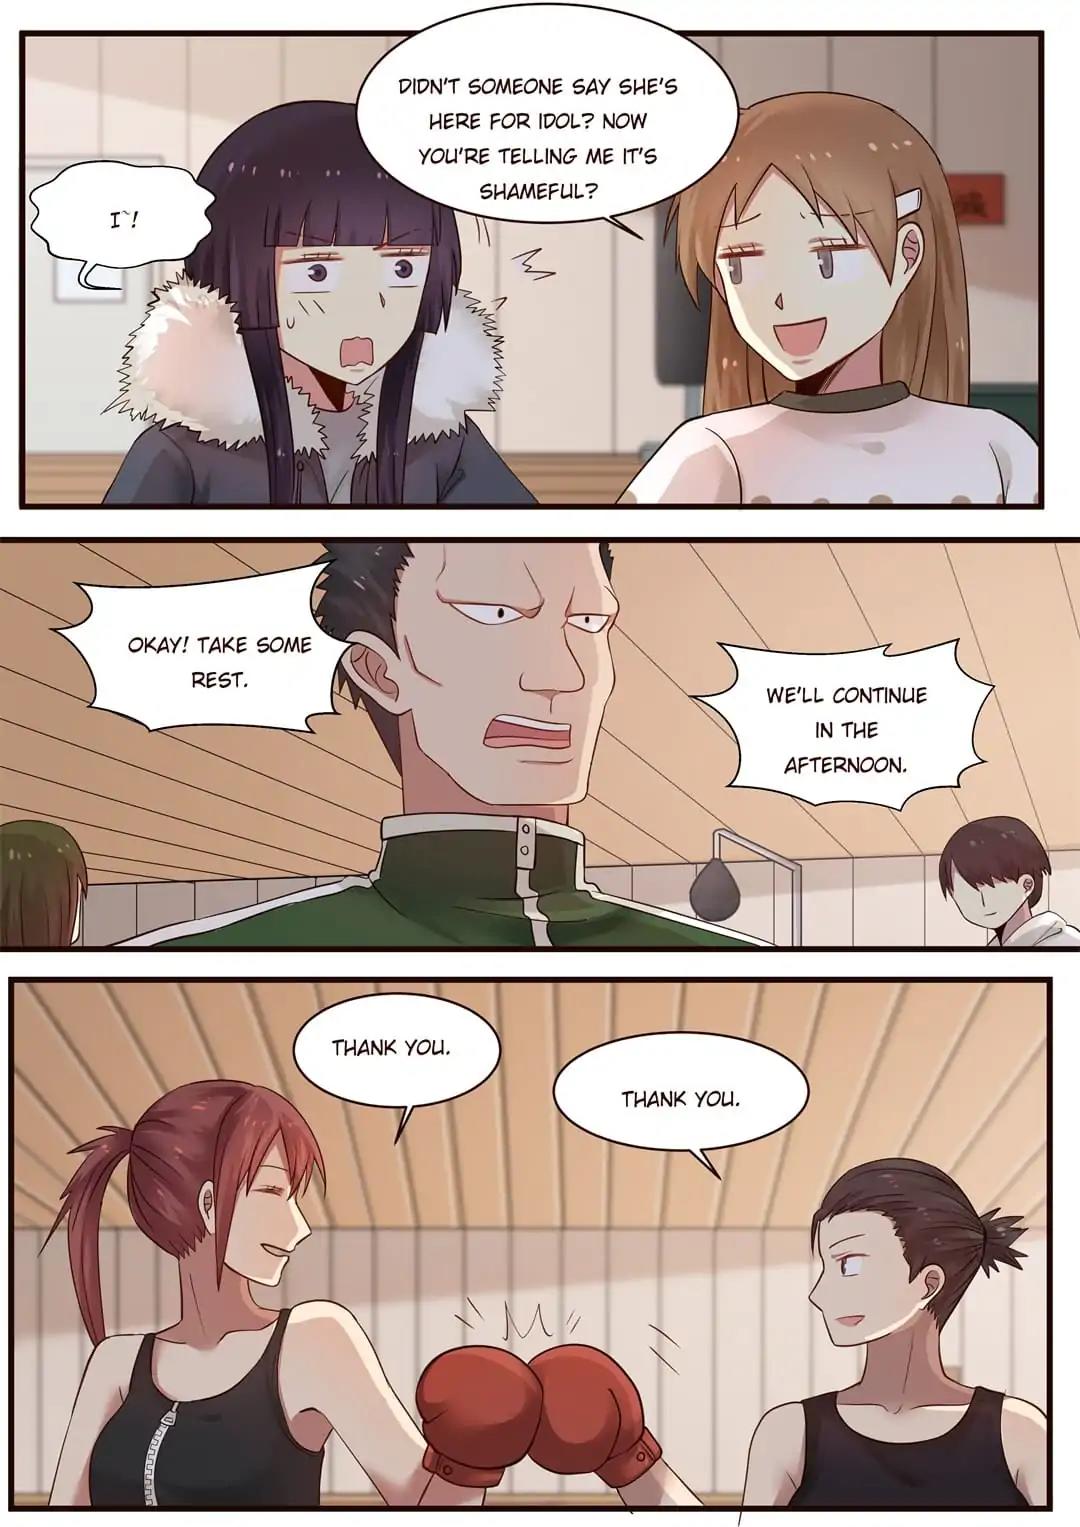 DIDN'T SOMEONE SAY SHE'S
HERE FOR IDOL? NOW
YOU'RE TELLING ME IT'S
SHAMEFUL?
I~!
OKAY! TAKE SOME
REST.
WE'LL CONTINUE
IN THE
AFTERNOON.
THANK YOU.
THANK YOU.